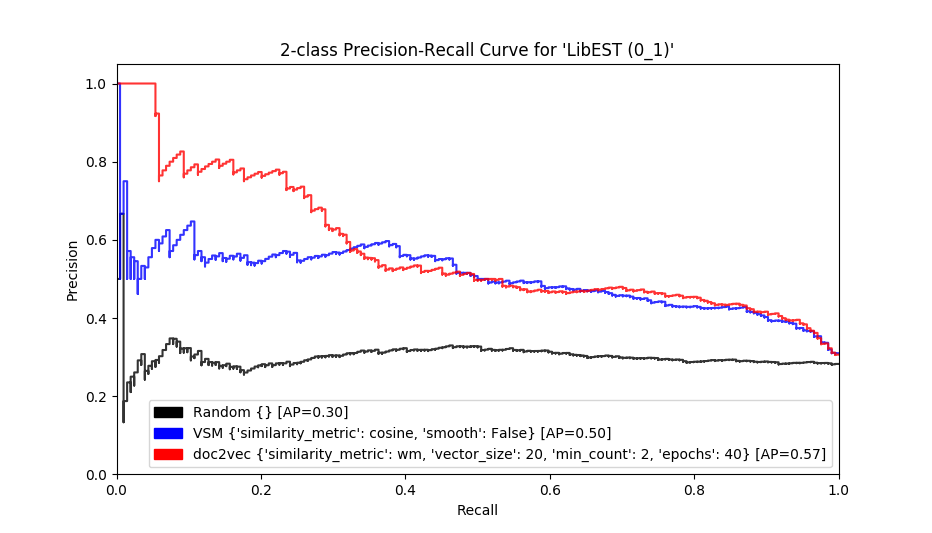 2-class Precision-Recall Curve for 'LibEST (0_1)'
1.0
0.8
0.6
0.4
0.2
0.0
Precision
Random {} [AP=0.30]
VSM {'similarity_metric': cosine, 'smooth': False} [AP=0.50]
doc2vec {'similarity_metric': wm, 'vector_size': 20, 'min_count': 2, 'epochs': 40} [AP=0.57]
0.0 0.2 0.4 0.6 0.8 1.0
Recall